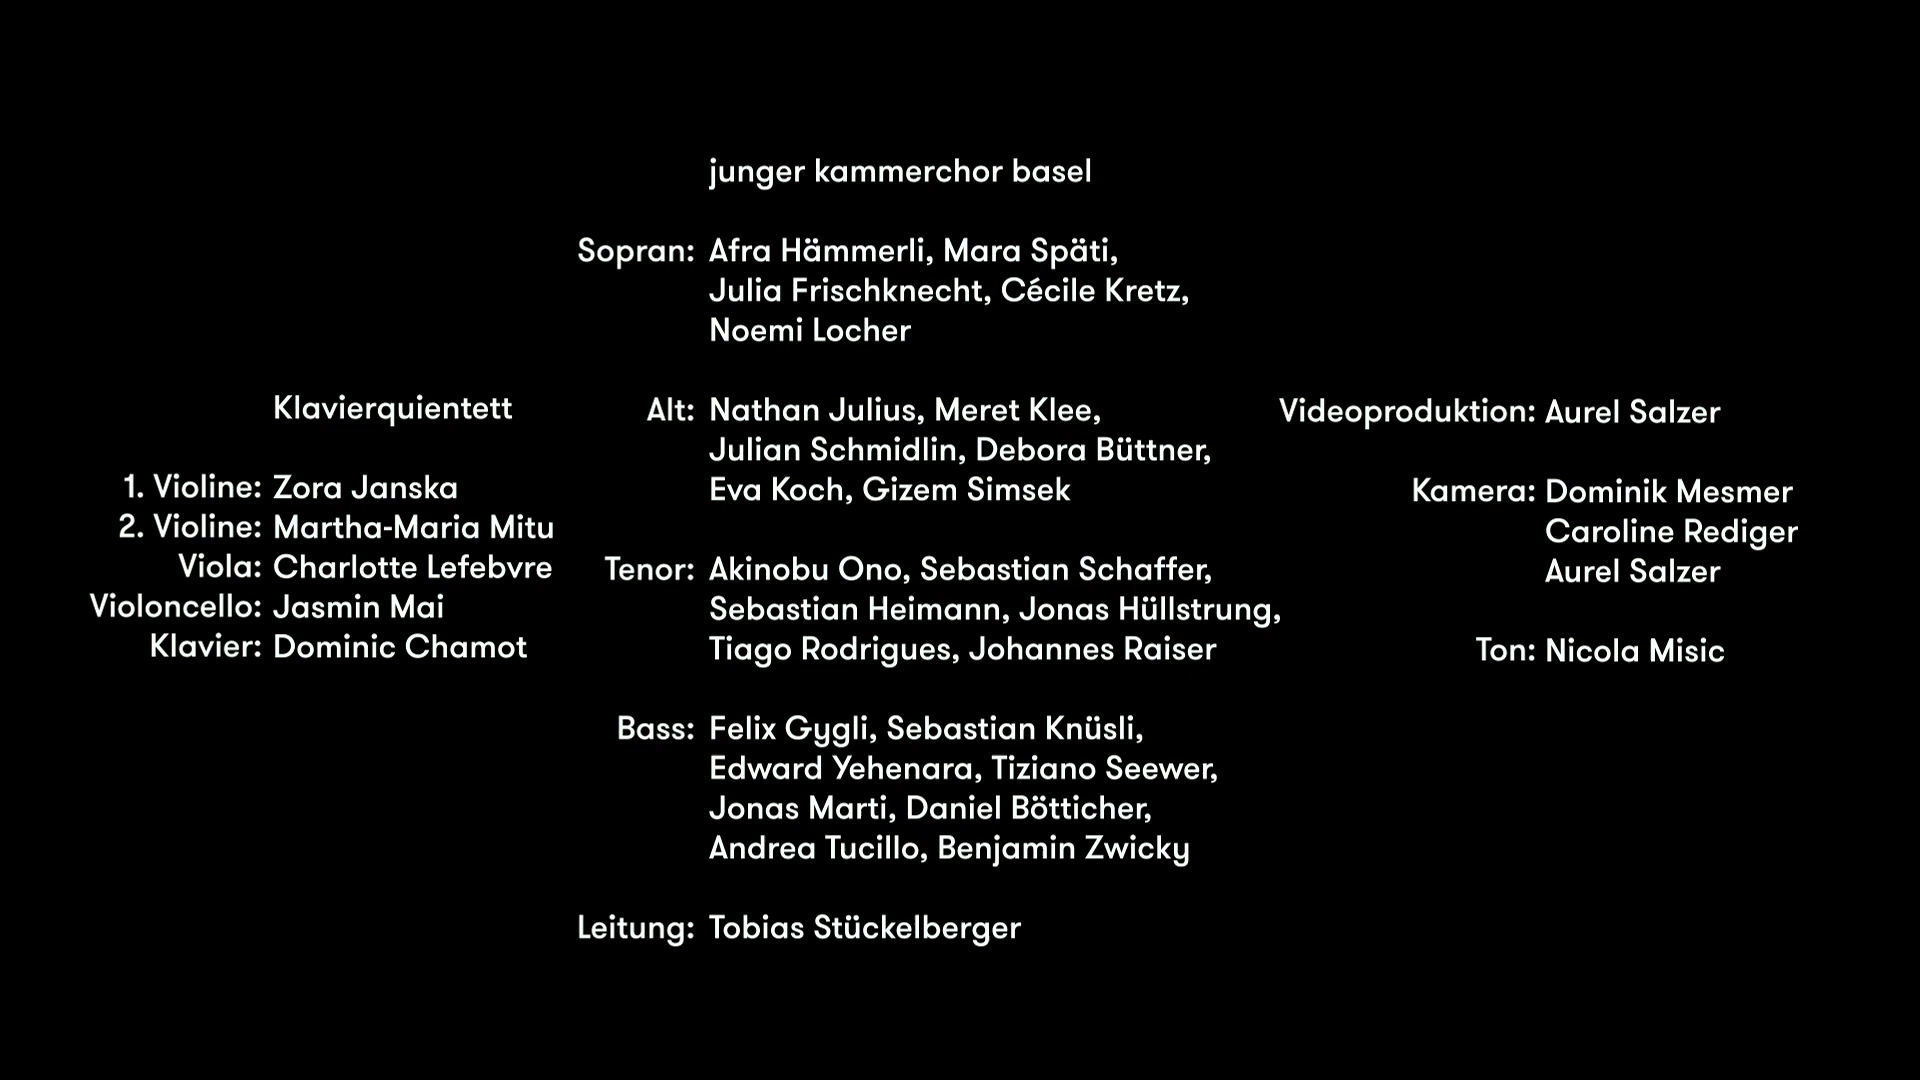 Klavierquientett
1. Violine: Zora Janska
2. Violine: Martha-Maria Mitu
Viola: Charlotte Lefebvre
Violoncello: Jasmin Mai
Klavier: Dominic Chamot
junger kammerchor basel
Sopran: Afra Hämmerli, Mara Späti,
Julia Frischknecht, Cécile Kretz,
Noemi Locher
Alt: Nathan Julius, Meret Klee,
Julian Schmidlin, Debora Büttner,
Eva Koch, Gizem Simsek
Tenor: Akinobu Ono, Sebastian Schaffer,
Sebastian Heimann, Jonas Hüllstrung,
Tiago Rodrigues, Johannes Raiser
Bass: Felix Gygli, Sebastian Knüsli,
Edward Yehenara, Tiziano Seewer,
Jonas Marti, Daniel Bötticher,
Andrea Tucillo, Benjamin Zwicky
Leitung: Tobias Stückelberger
Videoproduktion: Aurel Salzer
Kamera: Dominik Mesmer
Caroline Rediger
Aurel Salzer
Ton: Nicola Misic